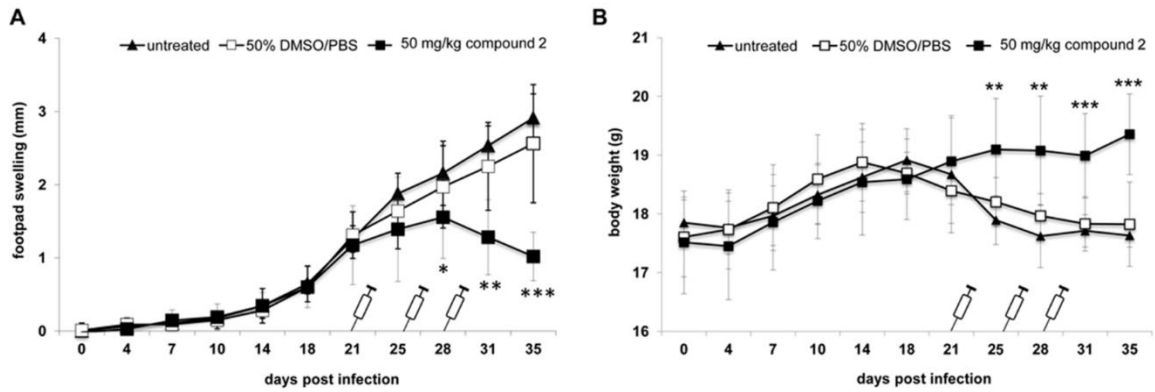 A
untreated 50% DMSO/PBS 50 mg/kg compound 2
footpad swelling (mm)
4
3
2
1
0
* ** ***
0 4 7 10 14 18 21 25 28 31 35
days post infection
B
untreated 50% DMSO/PBS 50 mg/kg compound 2
body weight (g)
21
20
19
18
17
16
** ** *** ***
0 4 7 10 14 18 21 25 28 31 35
days post infection